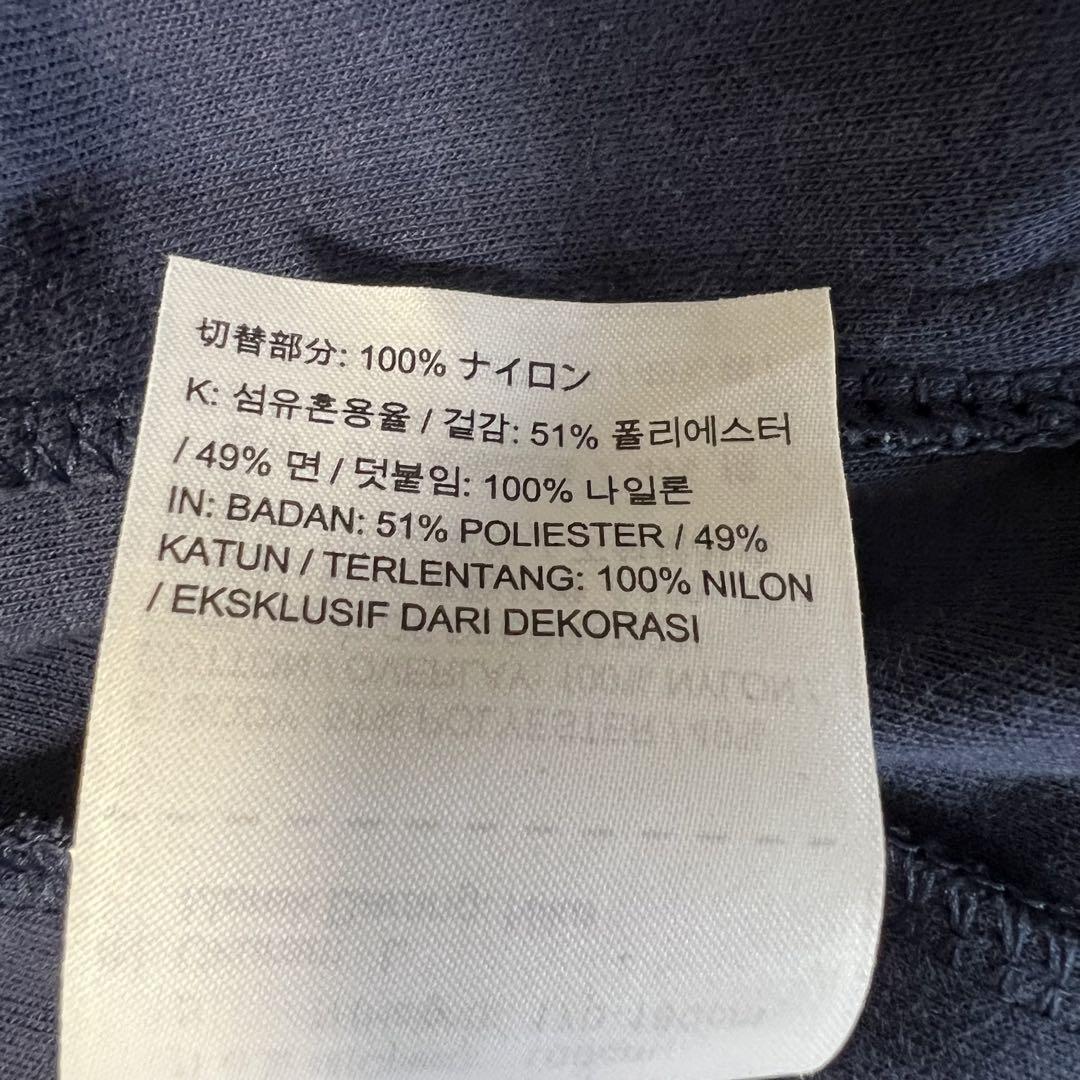 切替部分: 100% ナイロン
K: 섬유혼용율 / 겉감: 51% 폴리에스터
/ 49% 면 / 덧붙임: 100% 나일론
IN: BADAN: 51% POLIESTER / 49%
KATUN / TERLENTANG: 100% NILON
/ EKSKLUSIF DARI DEKORASI